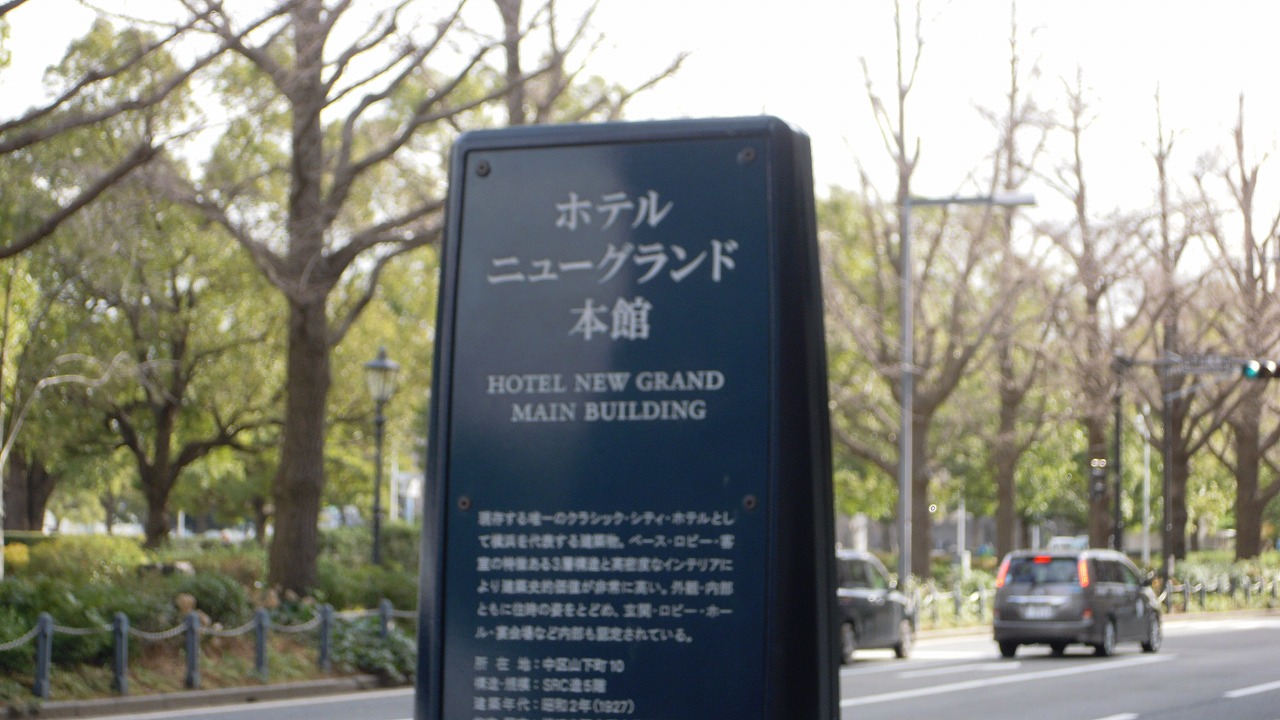 ホテル
ニューグランド
本館
HOTEL NEW GRAND
MAIN BUILDING
現存する唯一のクラシック・シティ・ホテルとし
て横浜を代表する建築物。ベース・ロビー・客
室の特徴ある3層構造と高密度なインテリアに
より建築史的価値が非常に高い。外観・内部
ともに往時の姿をとどめ、玄関・ロビー・ホー
ル・宴会場など内部も認定されている。
所在地：中区山下町10
構造・規模：SRC造5階
建築年代：昭和2年(1927)